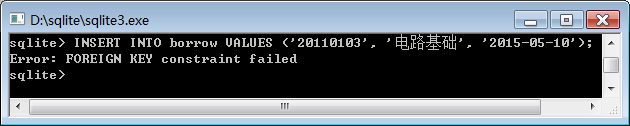 D:\sqlite\sqlite3.exe
sqlite> INSERT INTO borrow VALUES ('20110103', '电路基础', '2015-05-10');
Error: FOREIGN KEY constraint failed
sqlite>